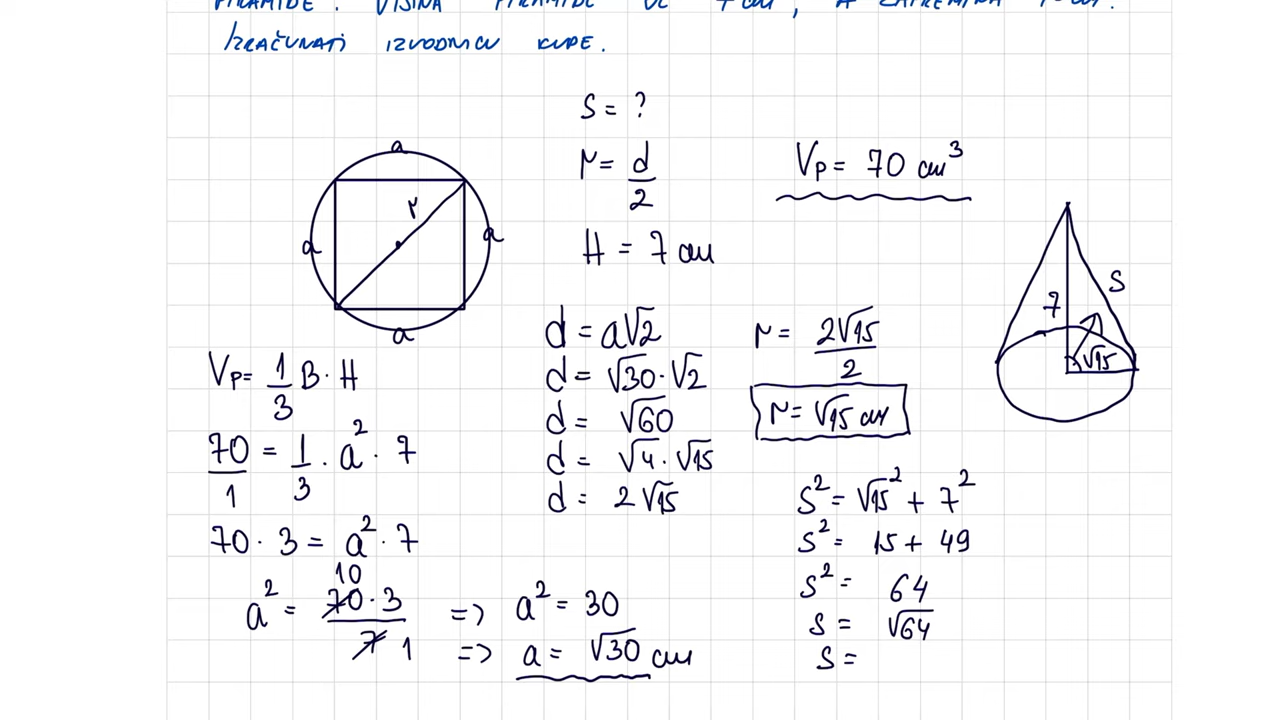 IZRAČUNATI IZVODNICU KUPE.
S = ?
r = d/2
H = 7 cm
Vp = 70 cm³
a
a
a
a
r
7
S
√15
Vp = 1/3 B · H
70/1 = 1/3 · a² · 7
70 · 3 = a² · 7
10
a² = 70·3/7 1 => a² = 30
=> a = √30 cm
d = a√2
d = √30 · √2
d = √60
d = √4 · √15
d = 2√15
r = 2√15/2
r = √15 cm
S² = √15² + 7²
S² = 15 + 49
S² = 64
S = √64
S =